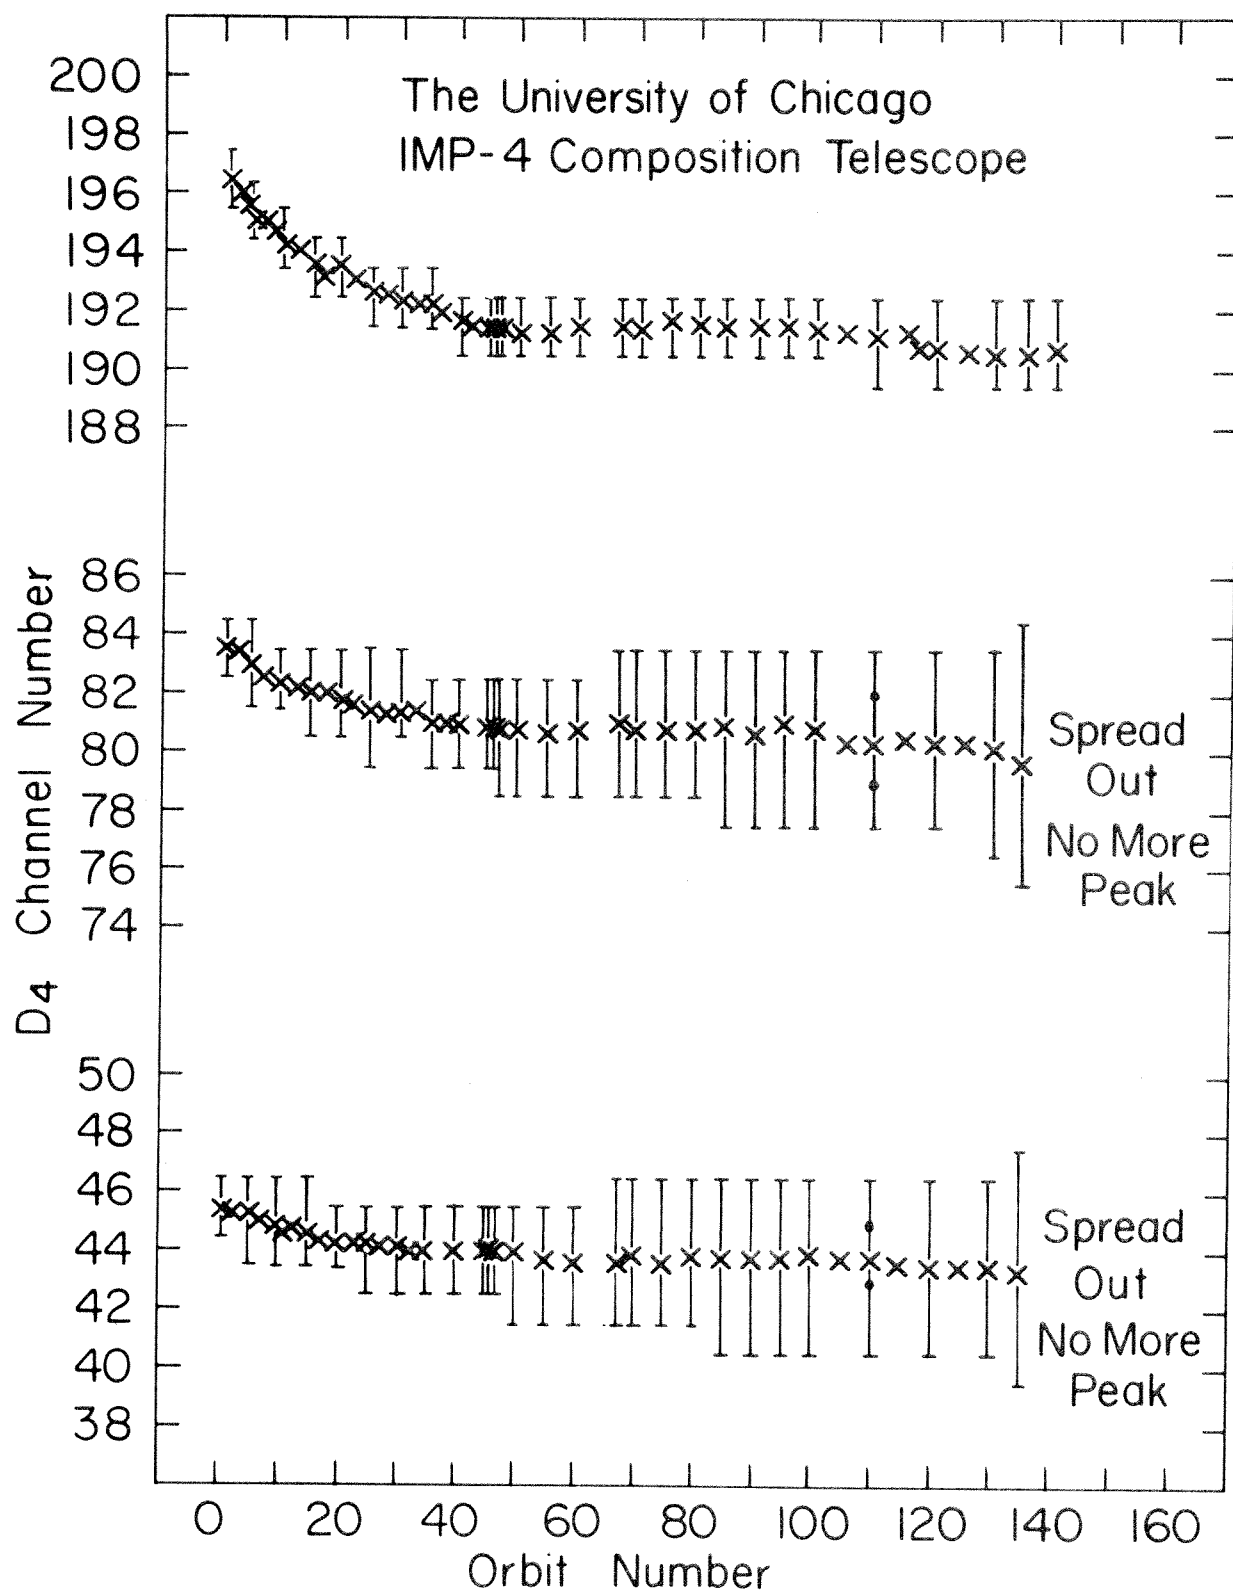 The University of Chicago
IMP-4 Composition Telescope
200
198
196
194
192
190
188
86
84
82
80
78
76
74
50
48
46
44
42
40
38
D4 Channel Number
Spread
Out
No More
Peak
Spread
Out
No More
Peak
0 20 40 60 80 100 120 140 160
Orbit Number